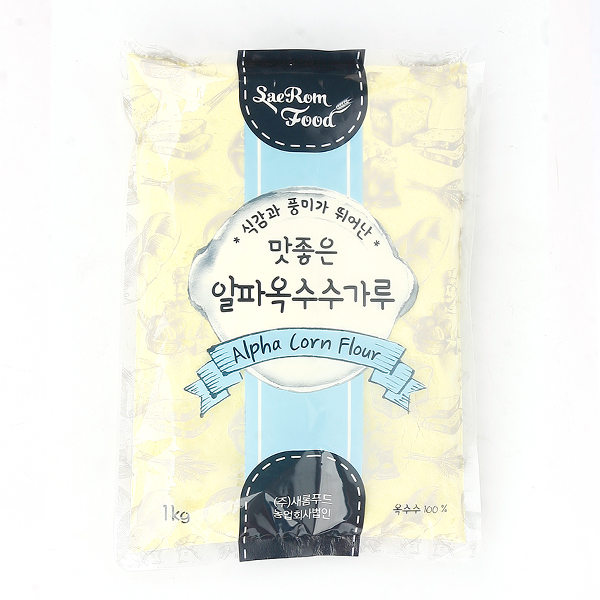 SaeRom
Food
* 식감과 풍미가 뛰어난 *
맛좋은
알파옥수수가루
Alpha Corn Flour
(주)새롬푸드
농업회사법인
1kg
옥수수 100 %